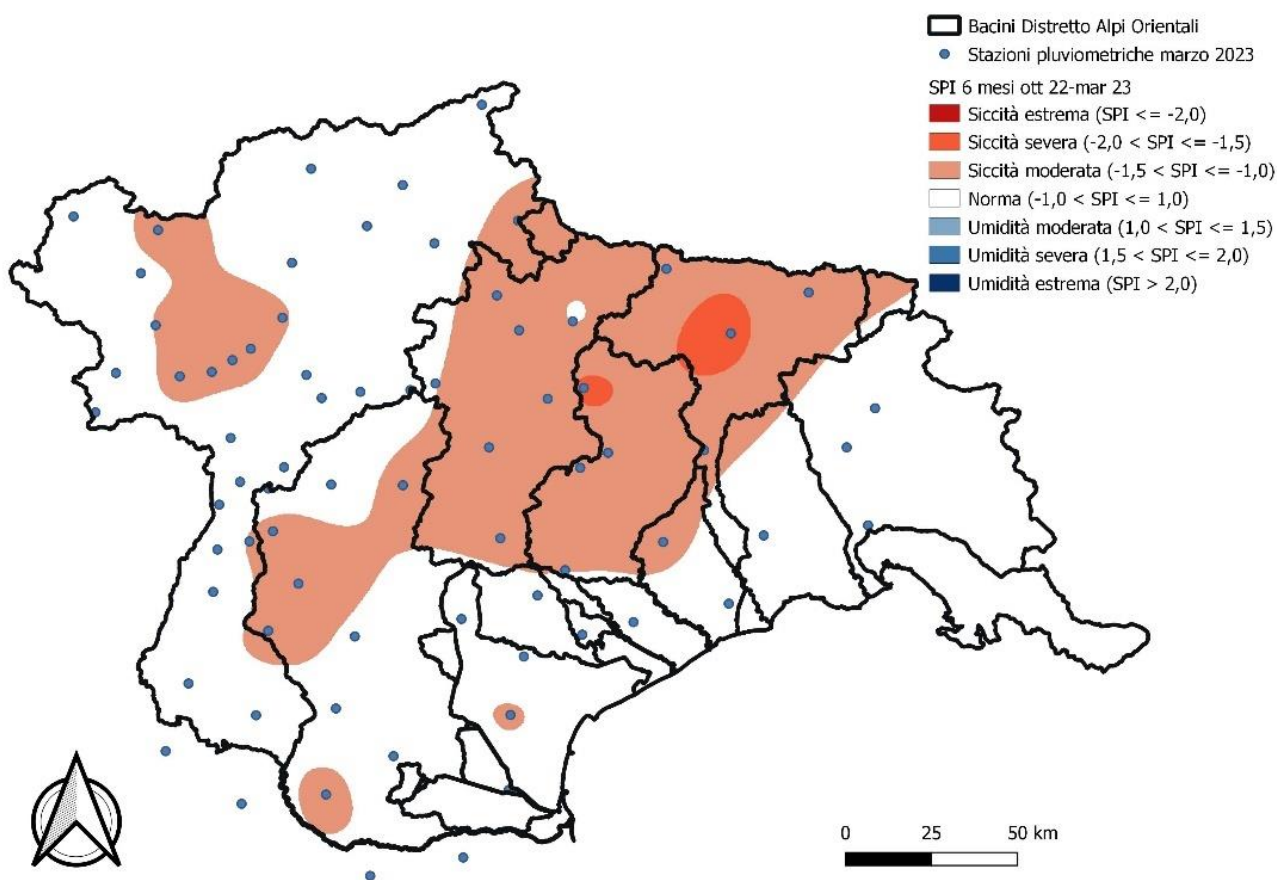 Bacini Distretto Alpi Orientali
Stazioni pluviometriche marzo 2023
SPI 6 mesi ott 22-mar 23
Siccità estrema (SPI <= -2,0)
Siccità severa (-2,0 < SPI <= -1,5)
Siccità moderata (-1,5 < SPI <= -1,0)
Norma (-1,0 < SPI <= 1,0)
Umidità moderata (1,0 < SPI <= 1,5)
Umidità severa (1,5 < SPI <= 2,0)
Umidità estrema (SPI > 2,0)
0 25 50 km